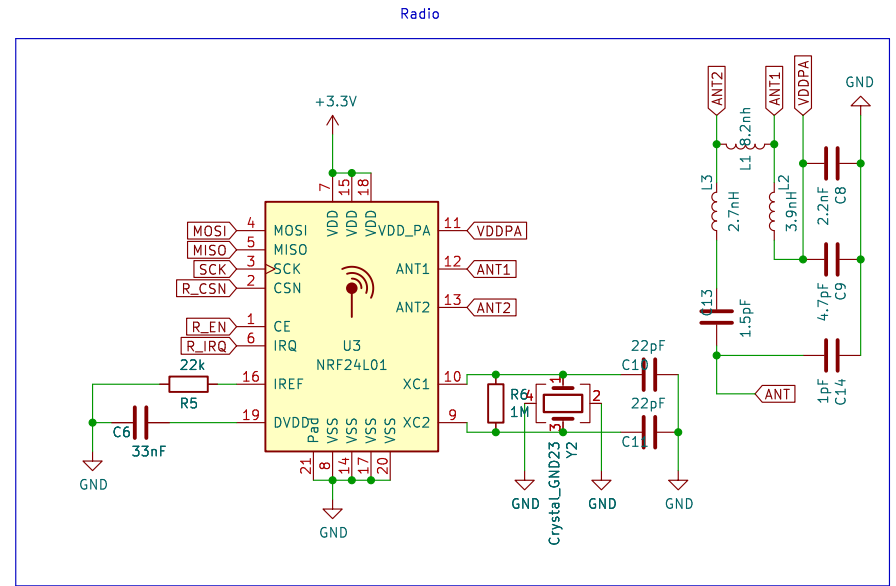 Radio
+3.3V
7
15
18
VDD
VDD
VDD
MOSI
4
MOSI
MISO
5
MISO
SCK
3
SCK
R_CSN
2
CSN
R_EN
1
CE
R_IRQ
6
IRQ
22k
R5
16
IREF
C6
33nF
19
DVDD
GND
VDD_PA
11
VDDPA
ANT1
12
ANT1
ANT2
13
ANT2
U3
NRF24L01
XC1
10
XC2
9
Pad
VSS
VSS
VSS
VSS
21
8
14
17
20
GND
R6
1M
1
4
2
3
Crystal_GND23
Y2
22pF
C10
22pF
C11
GND
GND
GND
ANT2
ANT1
VDDPA
GND
8.2nh
L1
L3
2.7nH
L2
3.9nH
2.2nF
C8
4.7pF
C9
C13
1.5pF
1pF
C14
ANT